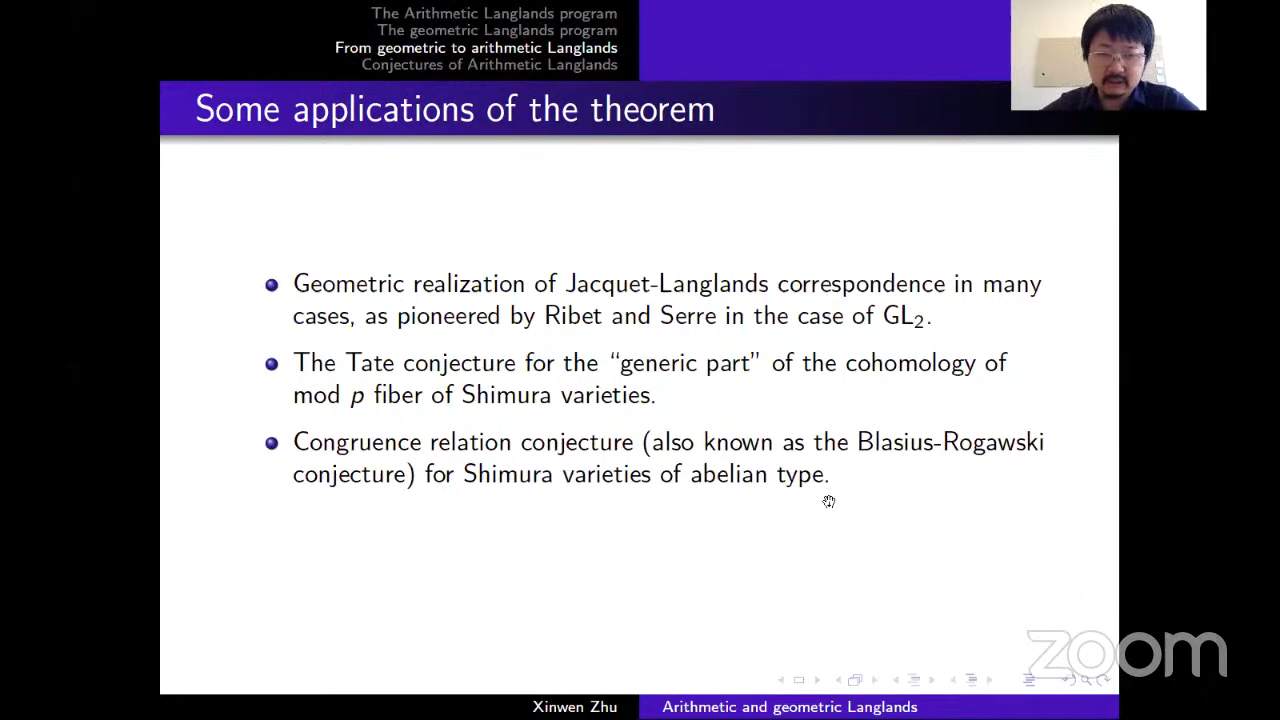 The Arithmetic Langlands program
The geometric Langlands program
From geometric to arithmetic Langlands
Conjectures of Arithmetic Langlands
Some applications of the theorem
Geometric realization of Jacquet-Langlands correspondence in many
cases, as pioneered by Ribet and Serre in the case of GL₂.
The Tate conjecture for the “generic part” of the cohomology of
mod p fiber of Shimura varieties.
Congruence relation conjecture (also known as the Blasius-Rogawski
conjecture) for Shimura varieties of abelian type.
zoom
Xinwen Zhu
Arithmetic and geometric Langlands